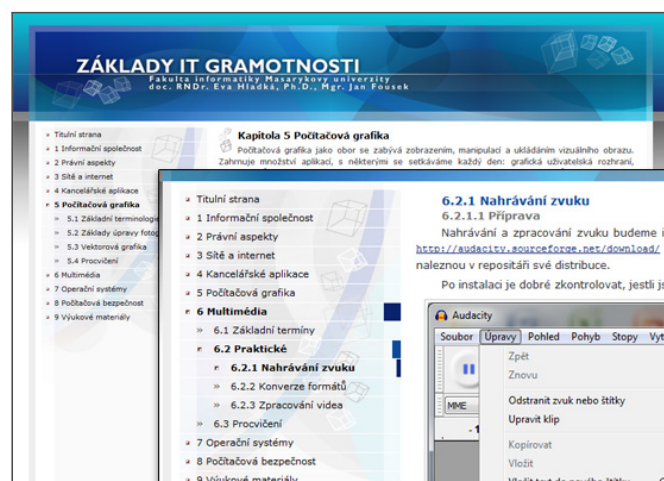 ZÁKLADY IT GRAMOTNOSTI
Fakulta informatiky Masarykovy univerzity
doc. RNDr. Eva Hladká, Ph.D., Mgr. Jan Fousek
Titulní strana
1 Informační společnost
2 Právní aspekty
3 Sítě a internet
4 Kancelářské aplikace
5 Počítačová grafika
5.1 Základní terminologie
5.2 Základy úpravy
5.3 Vektorová grafika
5.4 Procvičení
6 Multimédia
7 Operační systémy
8 Počítačová bezpečnost
9 Výukové materiály
Kapitola 5 Počítačová grafika
Počítačová grafika jako obor se zabývá zobrazením, manipulací a ukládáním vizuálního obrazu.
Zahrnuje množství aplikací, s některými se setkáváme každý den: grafická uživatelská rozhraní,
Titulní strana
1 Informační společnost
2 Právní aspekty
3 Sítě a internet
4 Kancelářské aplikace
5 Počítačová grafika
6 Multimédia
6.1 Základní termíny
6.2 Praktické
6.2.1 Nahrávání zvuku
6.2.2 Konverze formátů
6.2.3 Zpracování videa
6.3 Procvičení
7 Operační systémy
8 Počítačová bezpečnost
9 Výukové materiály
6.2.1 Nahrávání zvuku
6.2.1.1 Příprava
Nahrávání a zpracování zvuku budeme
http://audacity.sourceforge.net/download/
naleznou v repositáři své distribuce.
Po instalaci je dobré zkontrolovat, jestli
Audacity
Soubor Úpravy Pohled Pohyb Stopy
Zpět
Znovu
Odstranit zvuk nebo štítky
MME
Upravit klip
- 1
Kopírovat
Vložit
Vložit text do nového štítku